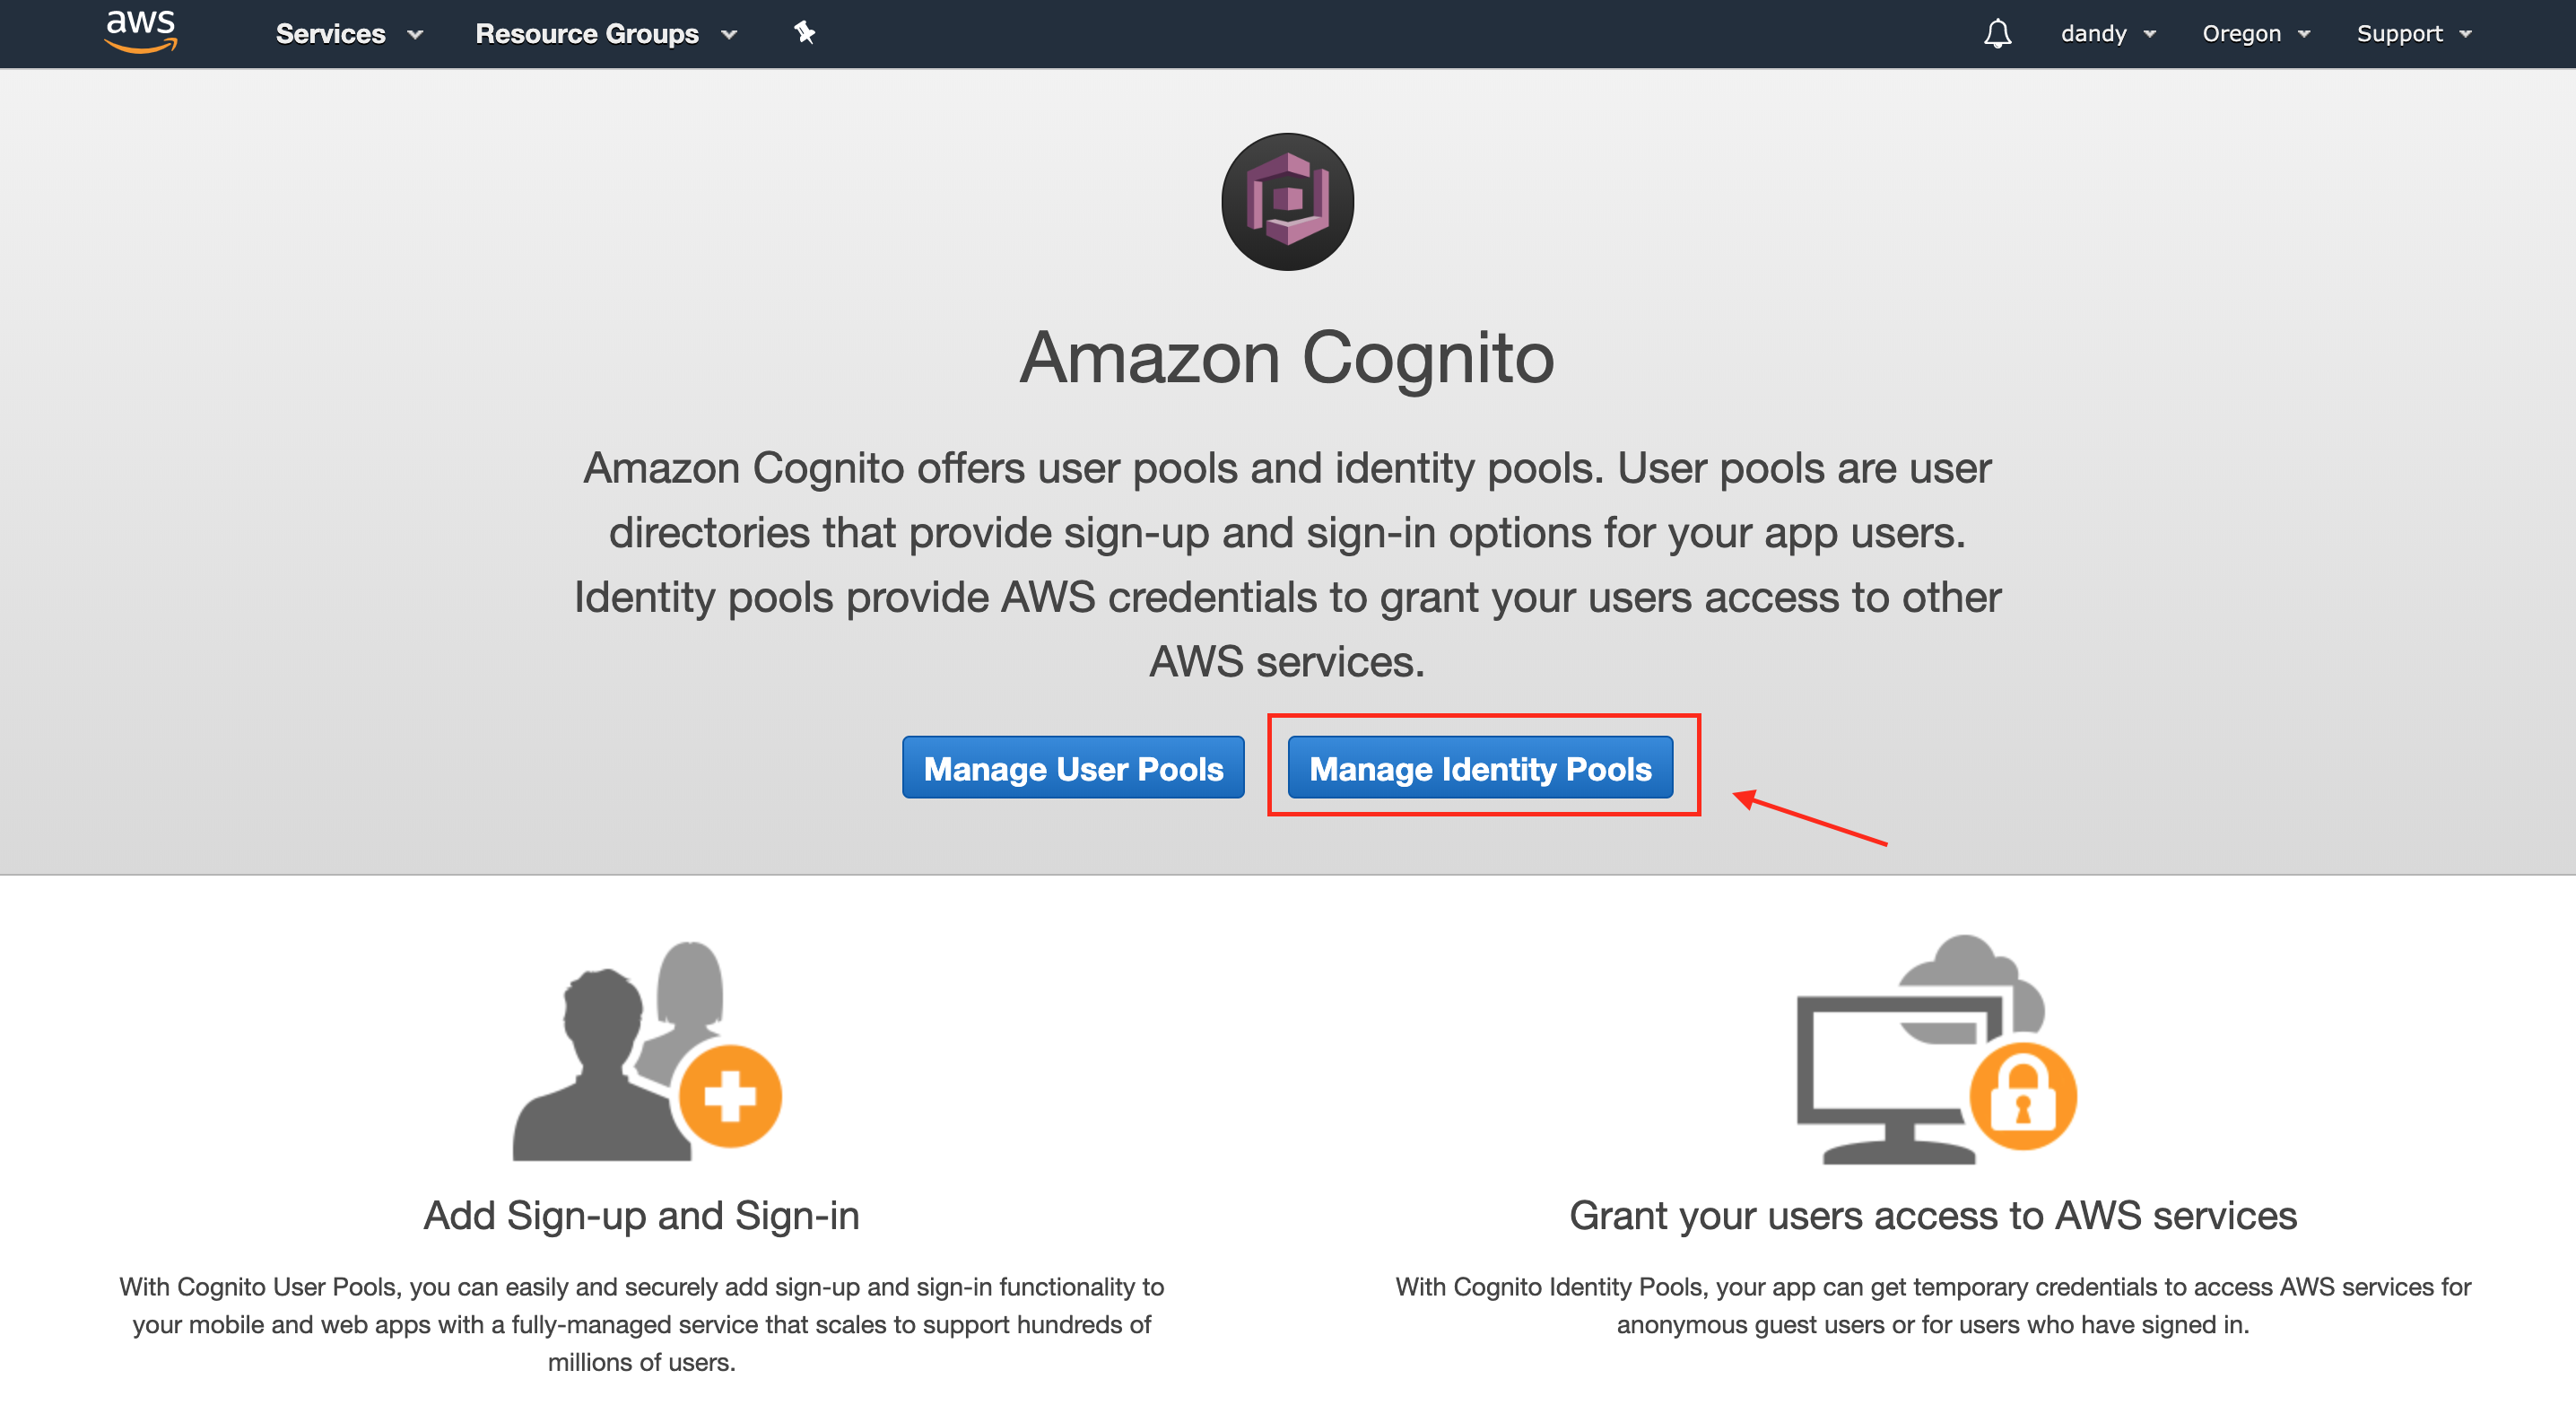 aws Services Resource Groups dandy Oregon Support
Amazon Cognito
Amazon Cognito offers user pools and identity pools. User pools are user
directories that provide sign-up and sign-in options for your app users.
Identity pools provide AWS credentials to grant your users access to other
AWS services.
Manage User Pools Manage Identity Pools
Add Sign-up and Sign-in
With Cognito User Pools, you can easily and securely add sign-up and sign-in functionality to
your mobile and web apps with a fully-managed service that scales to support hundreds of
millions of users.
Grant your users access to AWS services
With Cognito Identity Pools, your app can get temporary credentials to access AWS services for
anonymous guest users or for users who have signed in.